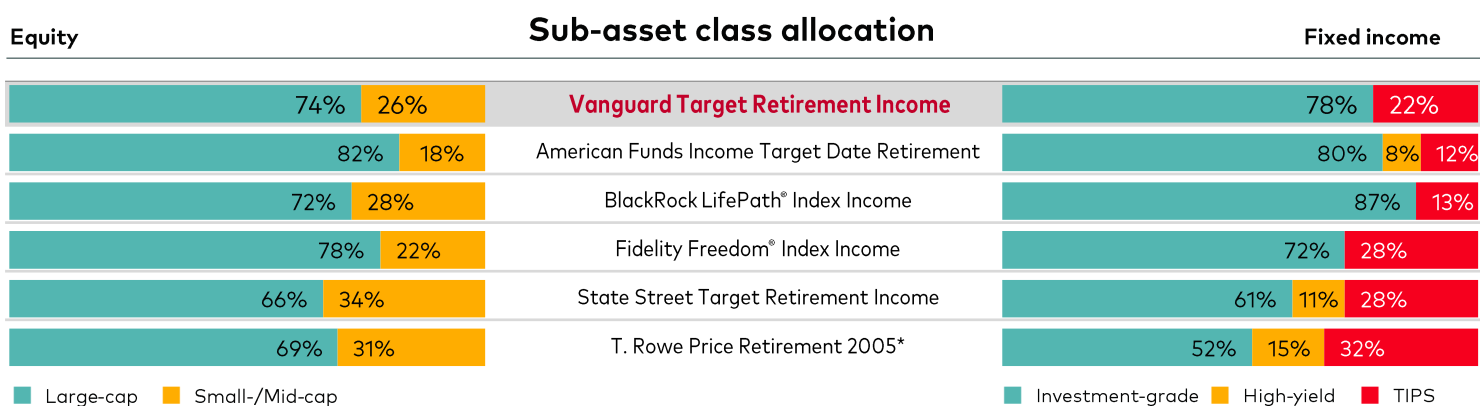 Sub-asset class allocation
Equity Fixed income
74% 26% Vanguard Target Retirement Income 78% 22%
82% 18% American Funds Income Target Date Retirement 80% 8% 12%
72% 28% BlackRock LifePath® Index Income 87% 13%
78% 22% Fidelity Freedom® Index Income 72% 28%
66% 34% State Street Target Retirement Income 61% 11% 28%
69% 31% T. Rowe Price Retirement 2005* 52% 15% 32%
Large-cap Small-/Mid-cap Investment-grade High-yield TIPS